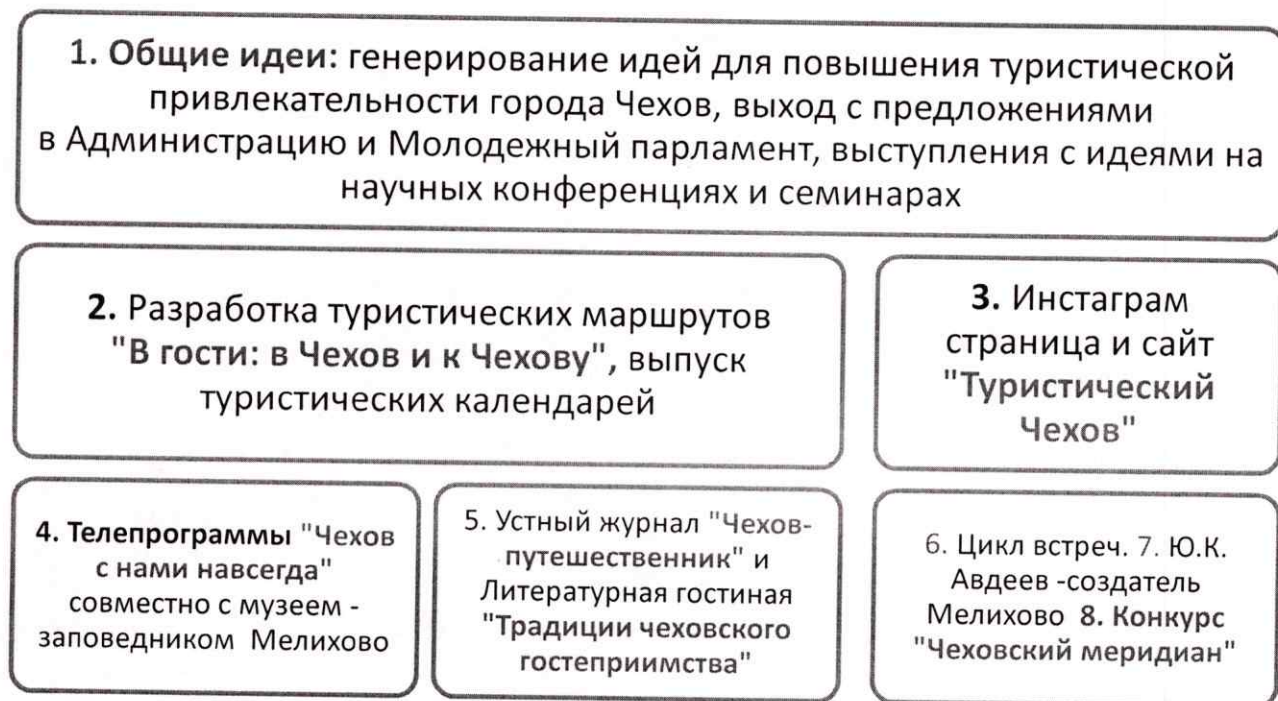 1. Общие идеи: генерирование идей для повышения туристической
привлекательности города Чехов, выход с предложениями
в Администрацию и Молодежный парламент, выступления с идеями на
научных конференциях и семинарах
2. Разработка туристических маршрутов
"В гости: в Чехов и к Чехову", выпуск
туристических календарей
3. Инстаграм
страница и сайт
"Туристический
Чехов"
4. Телепрограммы "Чехов
с нами навсегда"
совместно с музеем -
заповедником Мелихово
5. Устный журнал "Чехов-
путешественник" и
Литературная гостиная
"Традиции чеховского
гостеприимства"
6. Цикл встреч. 7. Ю.К.
Авдеев -создатель
Мелихово 8. Конкурс
"Чеховский меридиан"